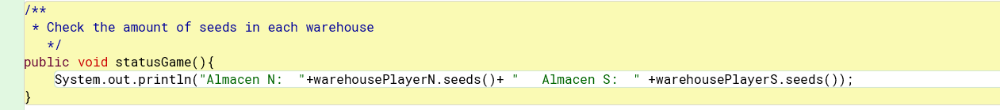 /**
 * Check the amount of seeds in each warehouse
   */
public void statusGame(){
    System.out.println("Almacen N:  "+warehousePlayerN.seeds()+ "   Almacen S:  " +warehousePlayerS.seeds());
}